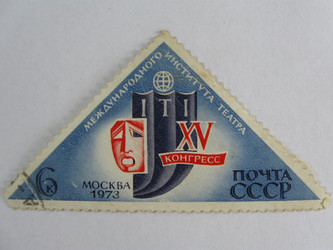 МЕЖДУНАРОДНОГО ИНСТИТУТА ТЕАТРА
ITI
XV
КОНГРЕСС
6к
МОСКВА
1973
ПОЧТА
СССР